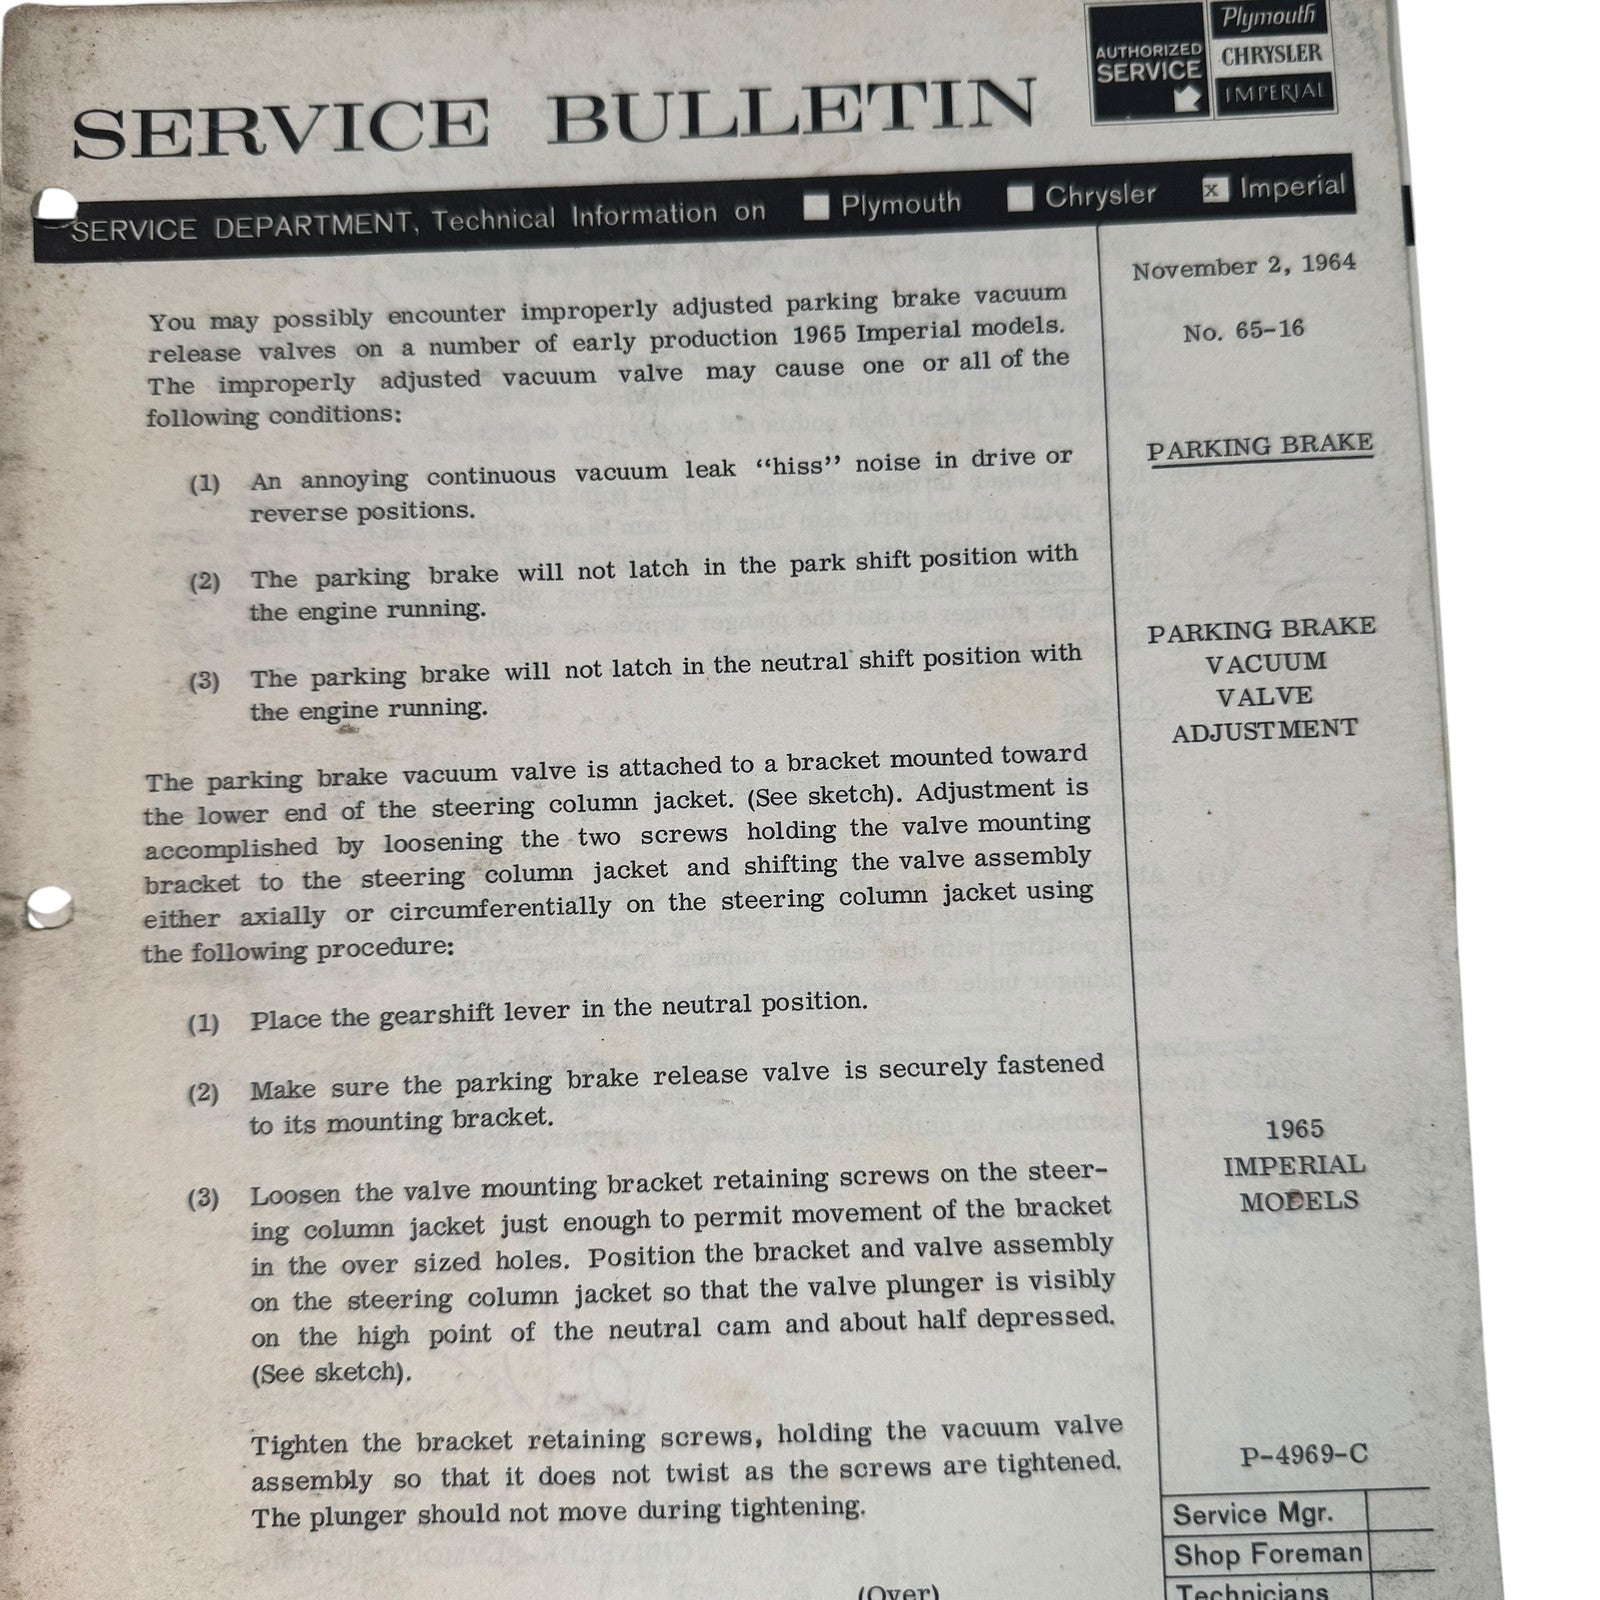 SERVICE BULLETIN
AUTHORIZED
SERVICE
Plymouth
CHRYSLER
IMPERIAL
SERVICE DEPARTMENT, Technical Information on Plymouth Chrysler x Imperial
You may possibly encounter improperly adjusted parking brake vacuum
release valves on a number of early production 1965 Imperial models.
The improperly adjusted vacuum valve may cause one or all of the
following conditions:
(1) An annoying continuous vacuum leak "hiss" noise in drive or
reverse positions.
(2) The parking brake will not latch in the park shift position with
the engine running.
(3) The parking brake will not latch in the neutral shift position with
the engine running.
The parking brake vacuum valve is attached to a bracket mounted toward
the lower end of the steering column jacket. (See sketch). Adjustment is
accomplished by loosening the two screws holding the valve mounting
bracket to the steering column jacket and shifting the valve assembly
either axially or circumferentially on the steering column jacket using
the following procedure:
(1) Place the gearshift lever in the neutral position.
(2) Make sure the parking brake release valve is securely fastened
to its mounting bracket.
(3) Loosen the valve mounting bracket retaining screws on the steer-
ing column jacket just enough to permit movement of the bracket
in the over sized holes. Position the bracket and valve assembly
on the steering column jacket so that the valve plunger is visibly
on the high point of the neutral cam and about half depressed.
(See sketch).
Tighten the bracket retaining screws, holding the vacuum valve
assembly so that it does not twist as the screws are tightened.
The plunger should not move during tightening.
(Over)
November 2, 1964
No. 65-16
PARKING BRAKE
PARKING BRAKE
VACUUM
VALVE
ADJUSTMENT
1965
IMPERIAL
MODELS
P-4969-C
Service Mgr.
Shop Foreman
Technicians